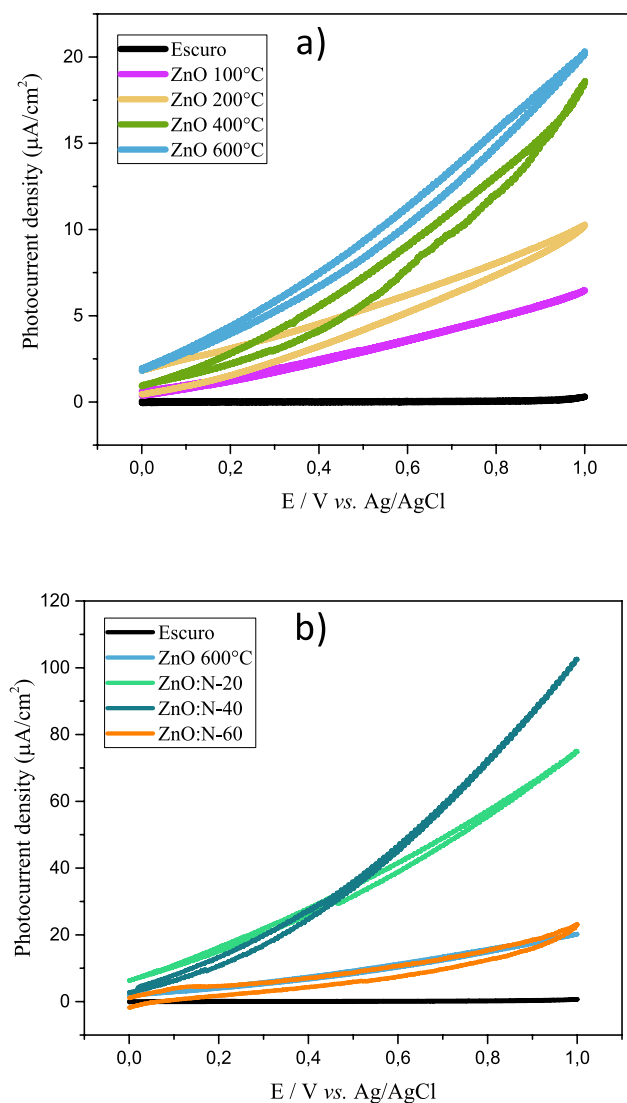 a)
Escuro
ZnO 100°C
ZnO 200°C
ZnO 400°C
ZnO 600°C
Photocurrent density (μA/cm²)
20
15
10
5
0
0,0 0,2 0,4 0,6 0,8 1,0
E / V vs. Ag/AgCl
b)
Escuro
ZnO 600°C
ZnO:N-20
ZnO:N-40
ZnO:N-60
Photocurrent density (μA/cm²)
120
100
80
60
40
20
0
0,0 0,2 0,4 0,6 0,8 1,0
E / V vs. Ag/AgCl